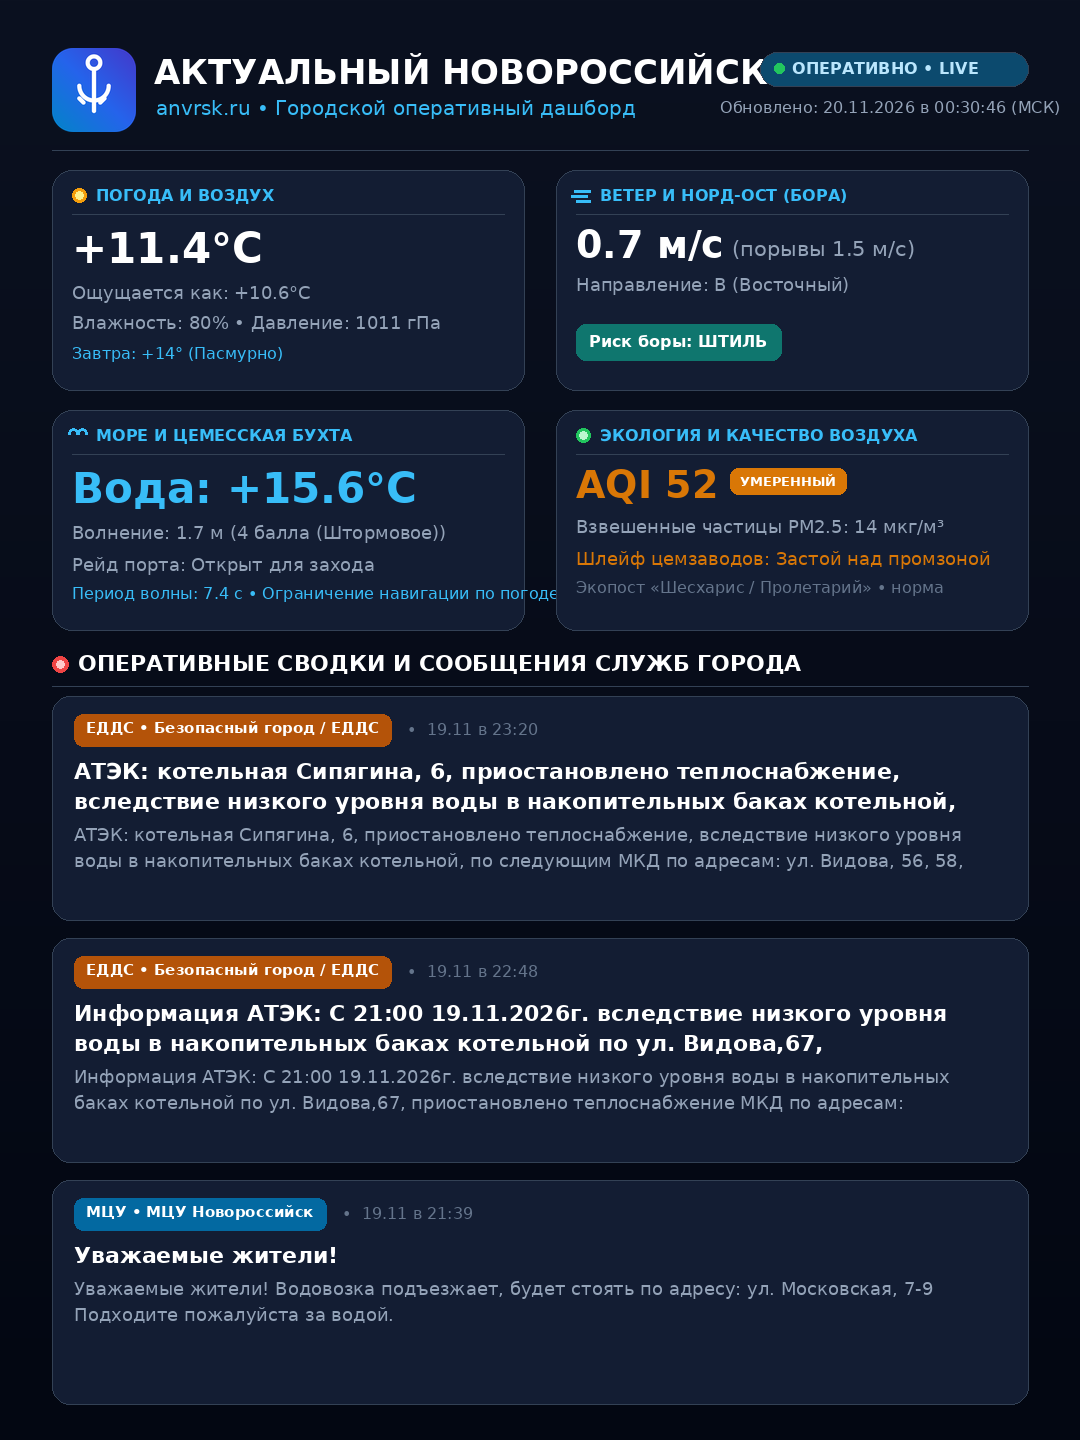 АКТУАЛЬНЫЙ НОВОРОССИЙСК
ОПЕРАТИВНО • LIVE
anvrsk.ru • Городской оперативный дашборд
Обновлено: 20.11.2026 в 00:30:46 (МСК)
ПОГОДА И ВОЗДУХ
+11.4°C
Ощущается как: +10.6°C
Влажность: 80% • Давление: 1011 гПа
Завтра: +14° (Пасмурно)
ВЕТЕР И НОРД-ОСТ (БОРА)
0.7 м/с (порывы 1.5 м/с)
Направление: В (Восточный)
Риск боры: ШТИЛЬ
МОРЕ И ЦЕМЕССКАЯ БУХТА
Вода: +15.6°C
Волнение: 1.7 м (4 балла (Штормовое))
Рейд порта: Открыт для захода
Период волны: 7.4 с • Ограничение навигации по погоде
ЭКОЛОГИЯ И КАЧЕСТВО ВОЗДУХА
AQI 52 УМЕРЕННЫЙ
Взвешенные частицы PM2.5: 14 мкг/м³
Шлейф цемзаводов: Застой над промзоной
Экопост «Шесхарис / Пролетарий» • норма
ОПЕРАТИВНЫЕ СВОДКИ И СООБЩЕНИЯ СЛУЖБ ГОРОДА
ЕДДС • Безопасный город / ЕДДС • 19.11 в 23:20
АТЭК: котельная Сипягина, 6, приостановлено теплоснабжение,
вследствие низкого уровня воды в накопительных баках котельной,
АТЭК: котельная Сипягина, 6, приостановлено теплоснабжение, вследствие низкого уровня
воды в накопительных баках котельной, по следующим МКД по адресам: ул. Видова, 56, 58,
ЕДДС • Безопасный город / ЕДДС • 19.11 в 22:48
Информация АТЭК: С 21:00 19.11.2026г. вследствие низкого уровня
воды в накопительных баках котельной по ул. Видова,67,
Информация АТЭК: С 21:00 19.11.2026г. вследствие низкого уровня воды в накопительных
баках котельной по ул. Видова,67, приостановлено теплоснабжение МКД по адресам:
МЦУ • МЦУ Новороссийск • 19.11 в 21:39
Уважаемые жители!
Уважаемые жители! Водовозка подъезжает, будет стоять по адресу: ул. Московская, 7-9
Подходите пожалуйста за водой.